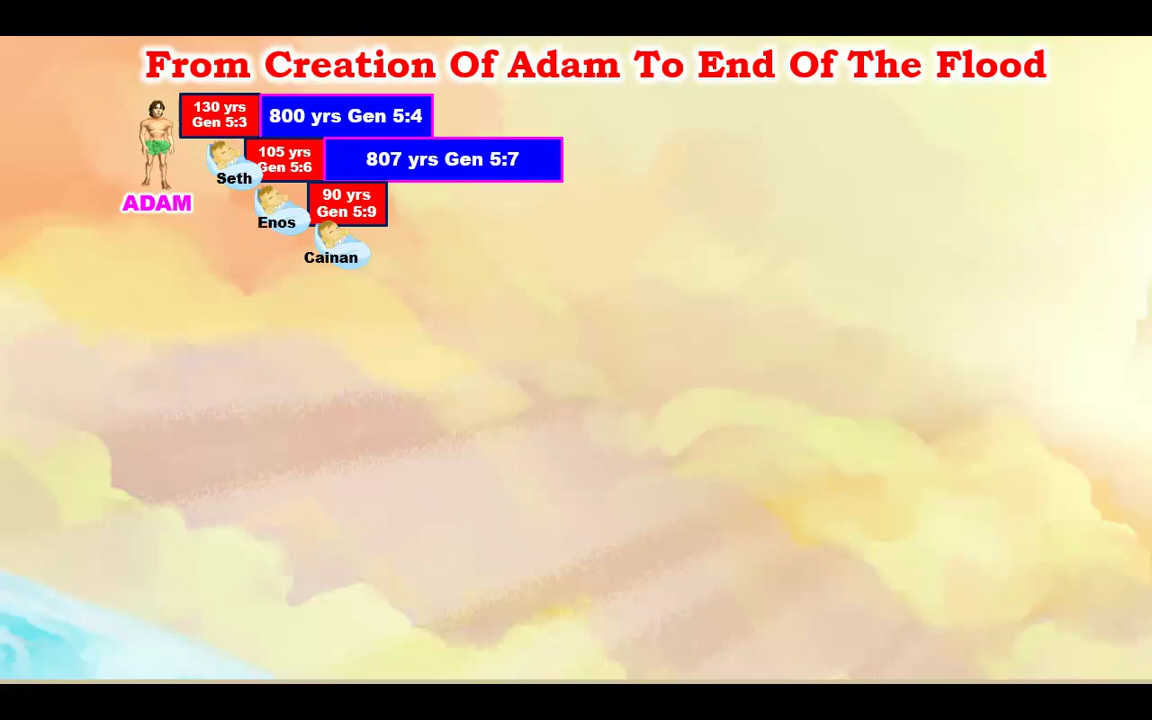 From Creation Of Adam To End Of The Flood
130 yrs
Gen 5:3
800 yrs Gen 5:4
105 yrs
Gen 5:6
807 yrs Gen 5:7
Seth
ADAM
90 yrs
Gen 5:9
Enos
Cainan